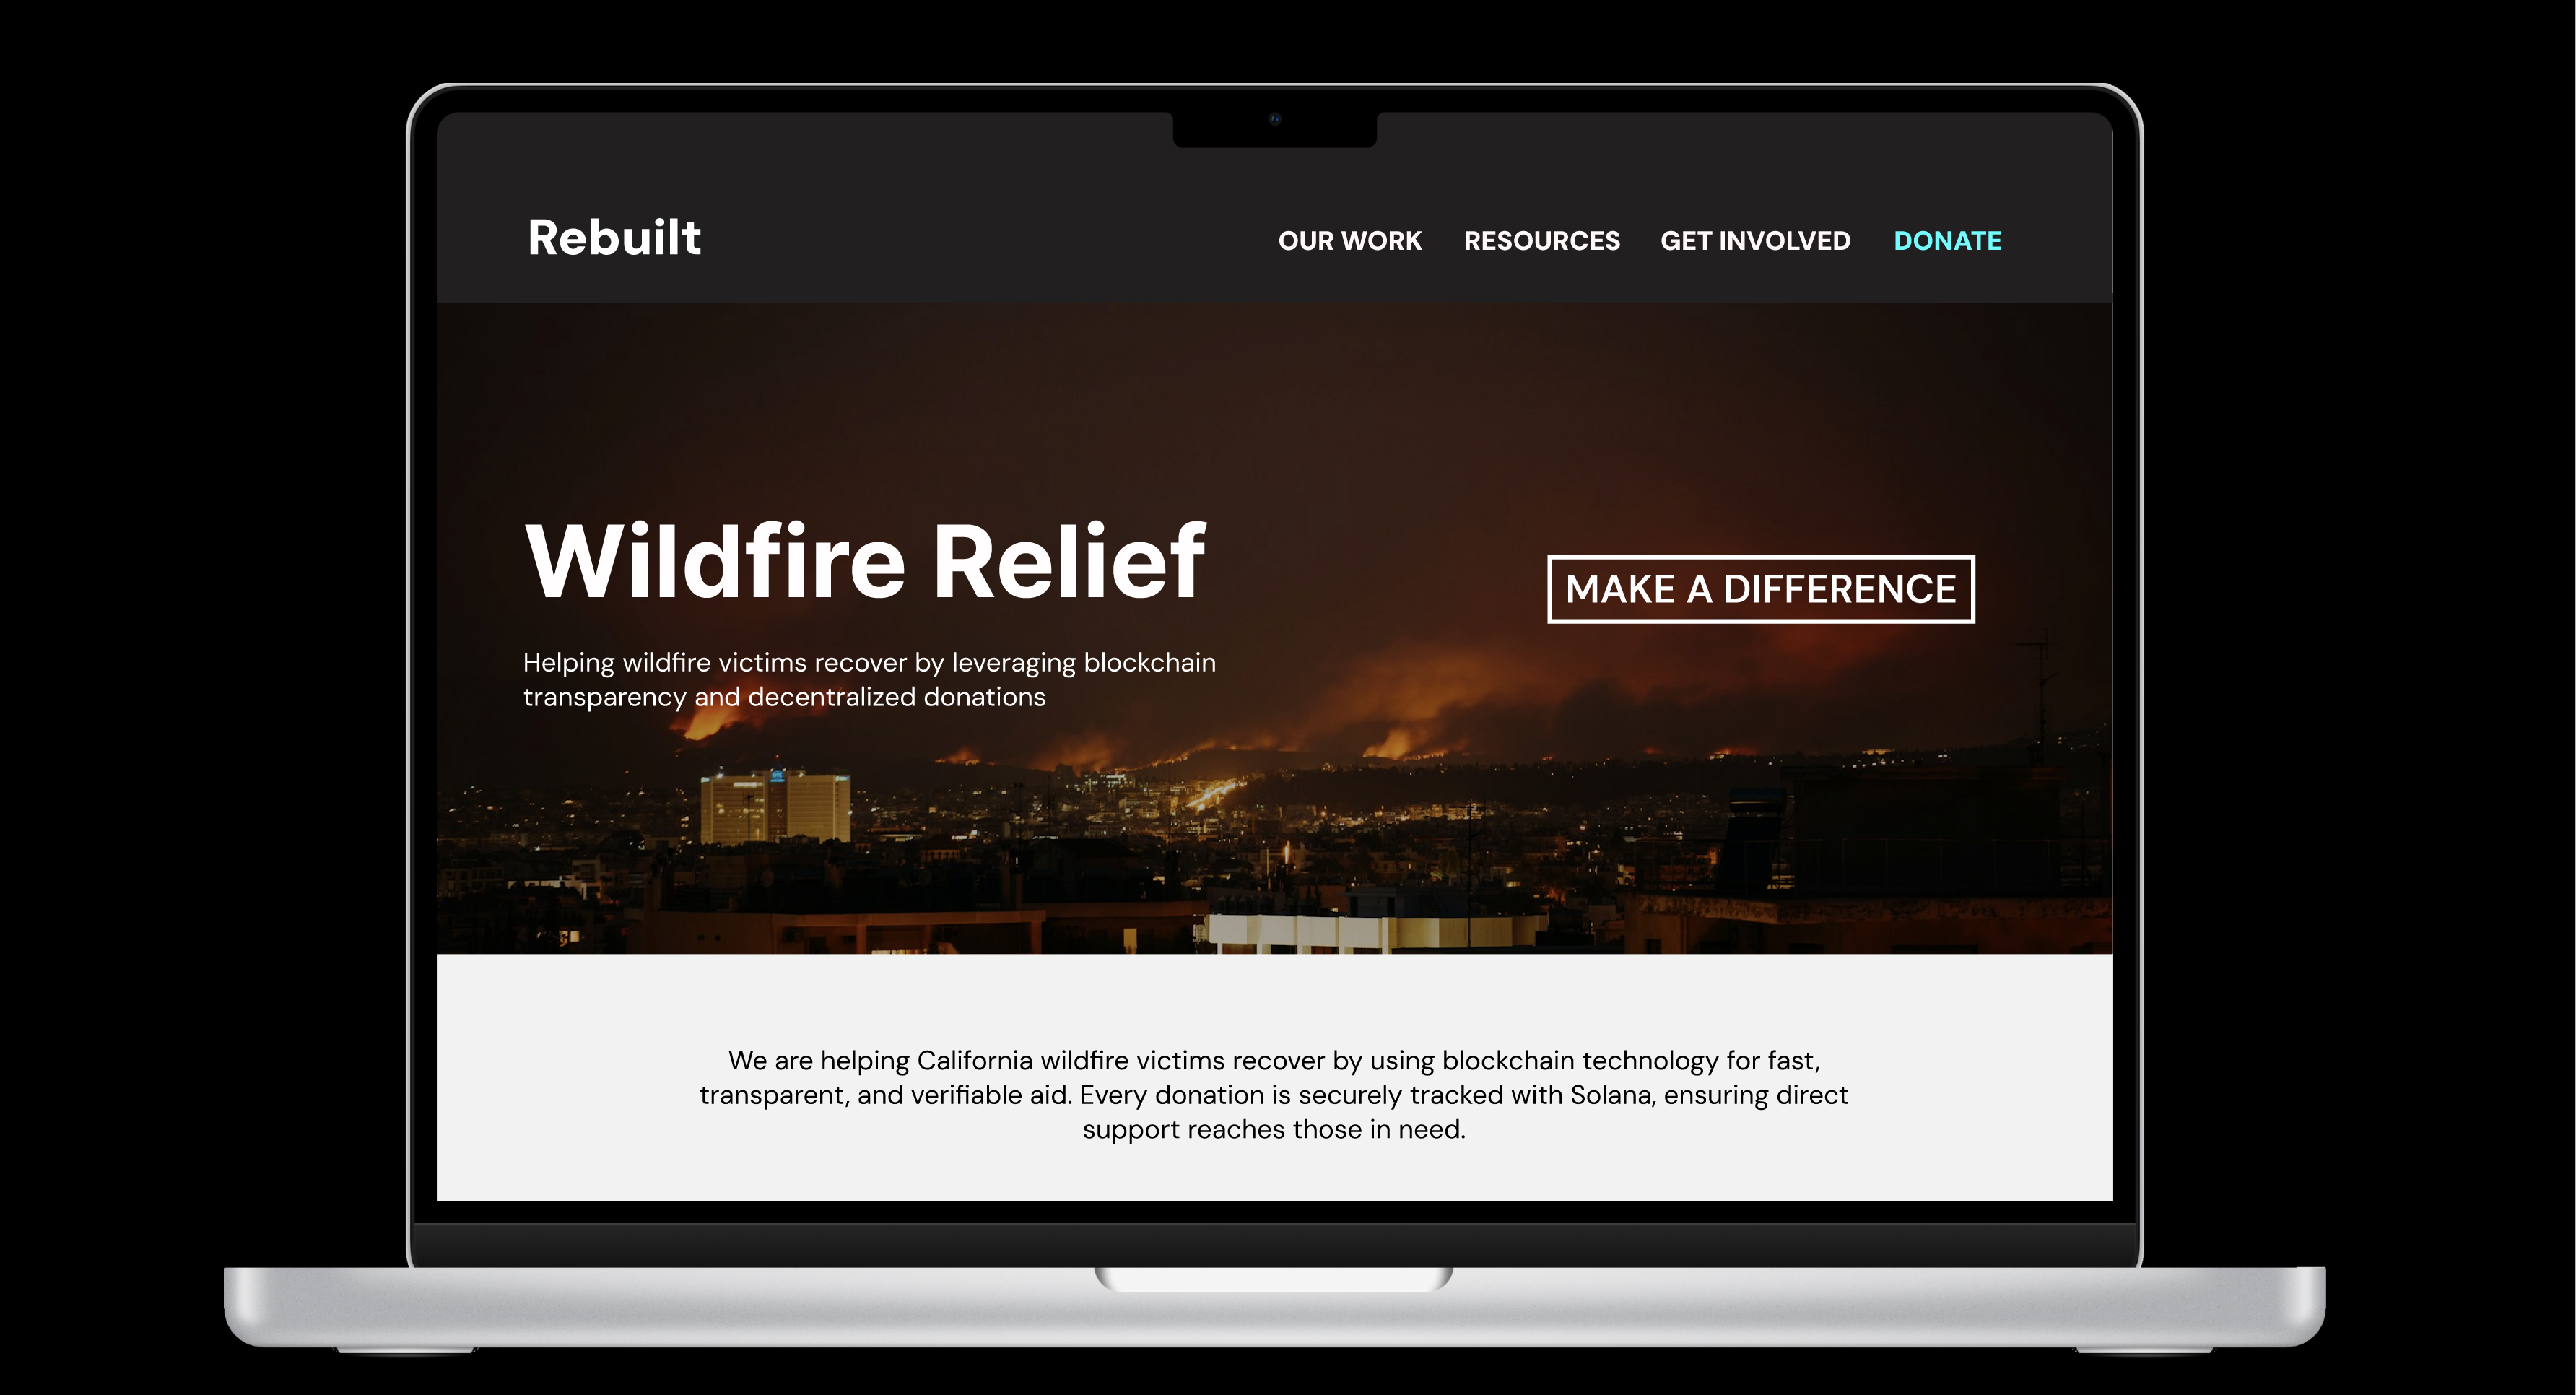 Rebuilt
OUR WORK RESOURCES GET INVOLVED DONATE
Wildfire Relief
MAKE A DIFFERENCE
Helping wildfire victims recover by leveraging blockchain
transparency and decentralized donations
We are helping California wildfire victims recover by using blockchain technology for fast,
transparent, and verifiable aid. Every donation is securely tracked with Solana, ensuring direct
support reaches those in need.